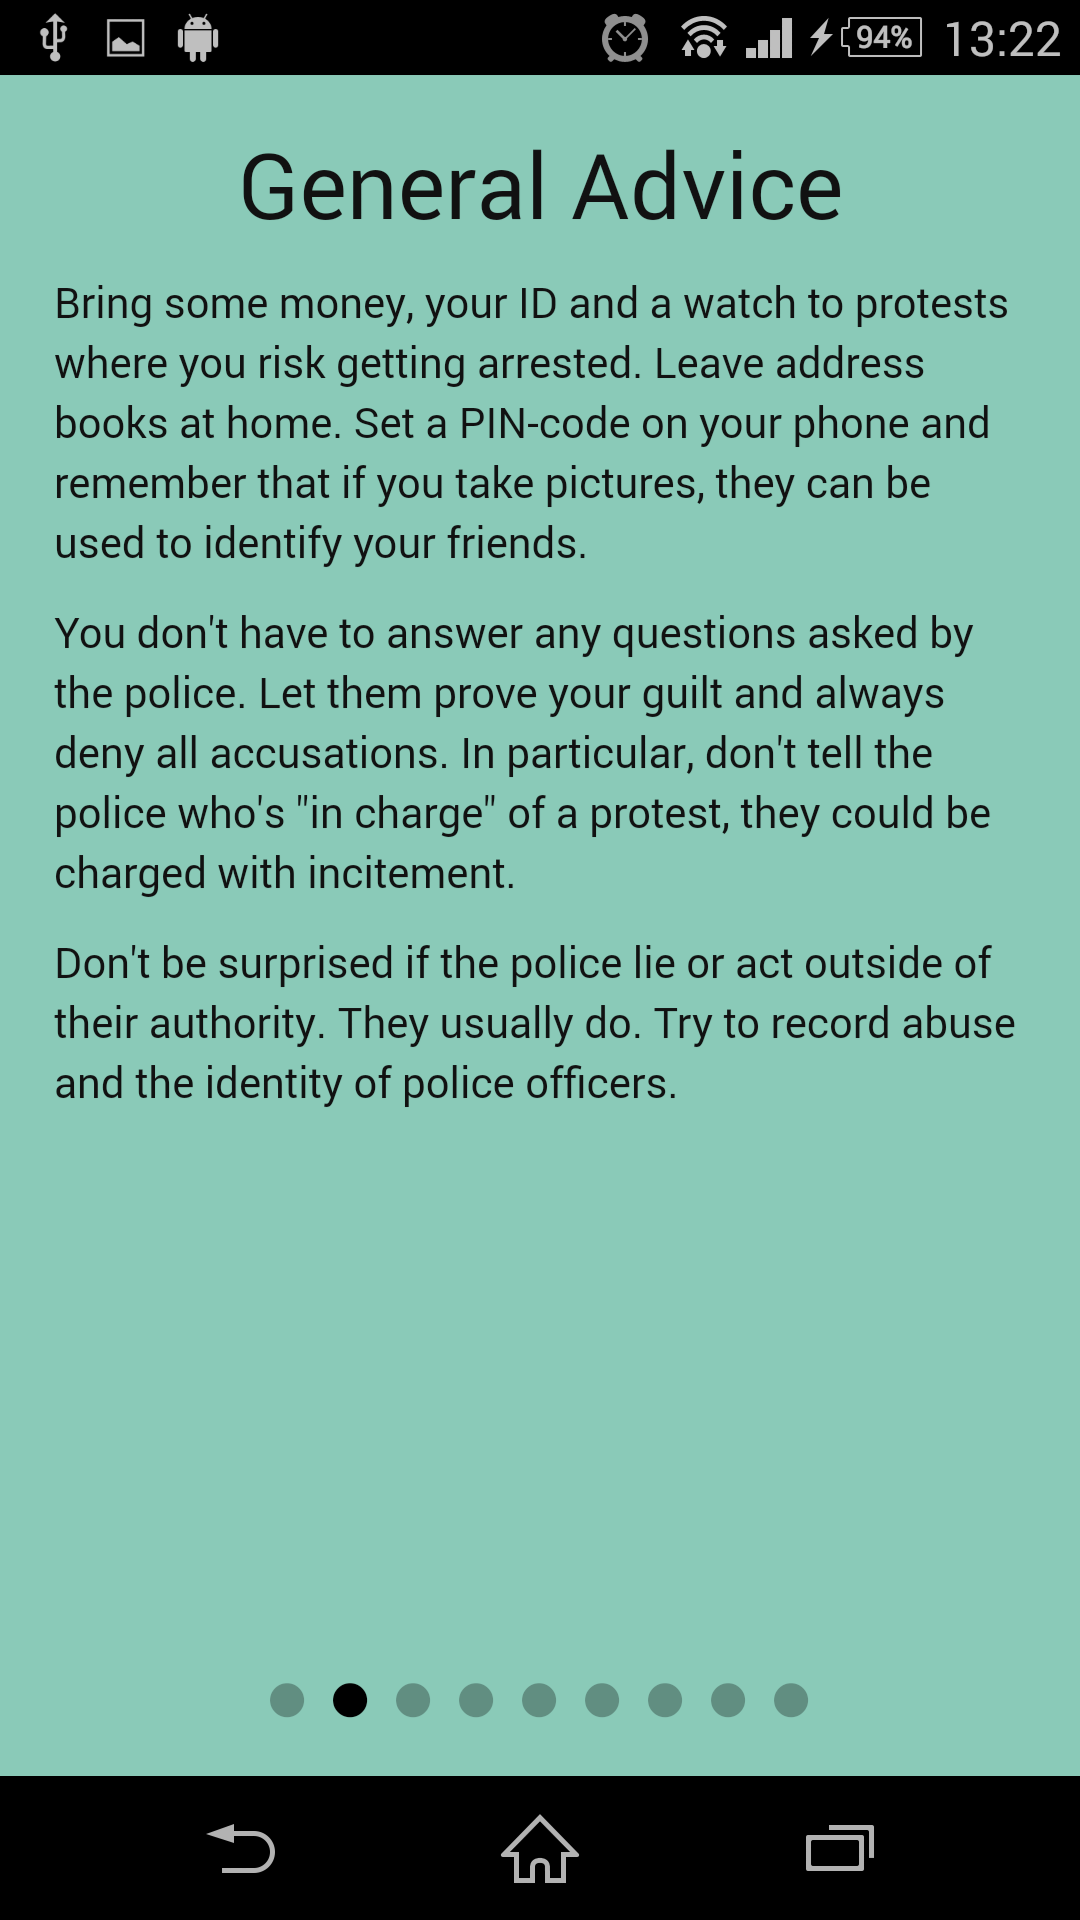 94% 13:22
General Advice
Bring some money, your ID and a watch to protests
where you risk getting arrested. Leave address
books at home. Set a PIN-code on your phone and
remember that if you take pictures, they can be
used to identify your friends.
You don't have to answer any questions asked by
the police. Let them prove your guilt and always
deny all accusations. In particular, don't tell the
police who's "in charge" of a protest, they could be
charged with incitement.
Don't be surprised if the police lie or act outside of
their authority. They usually do. Try to record abuse
and the identity of police officers.